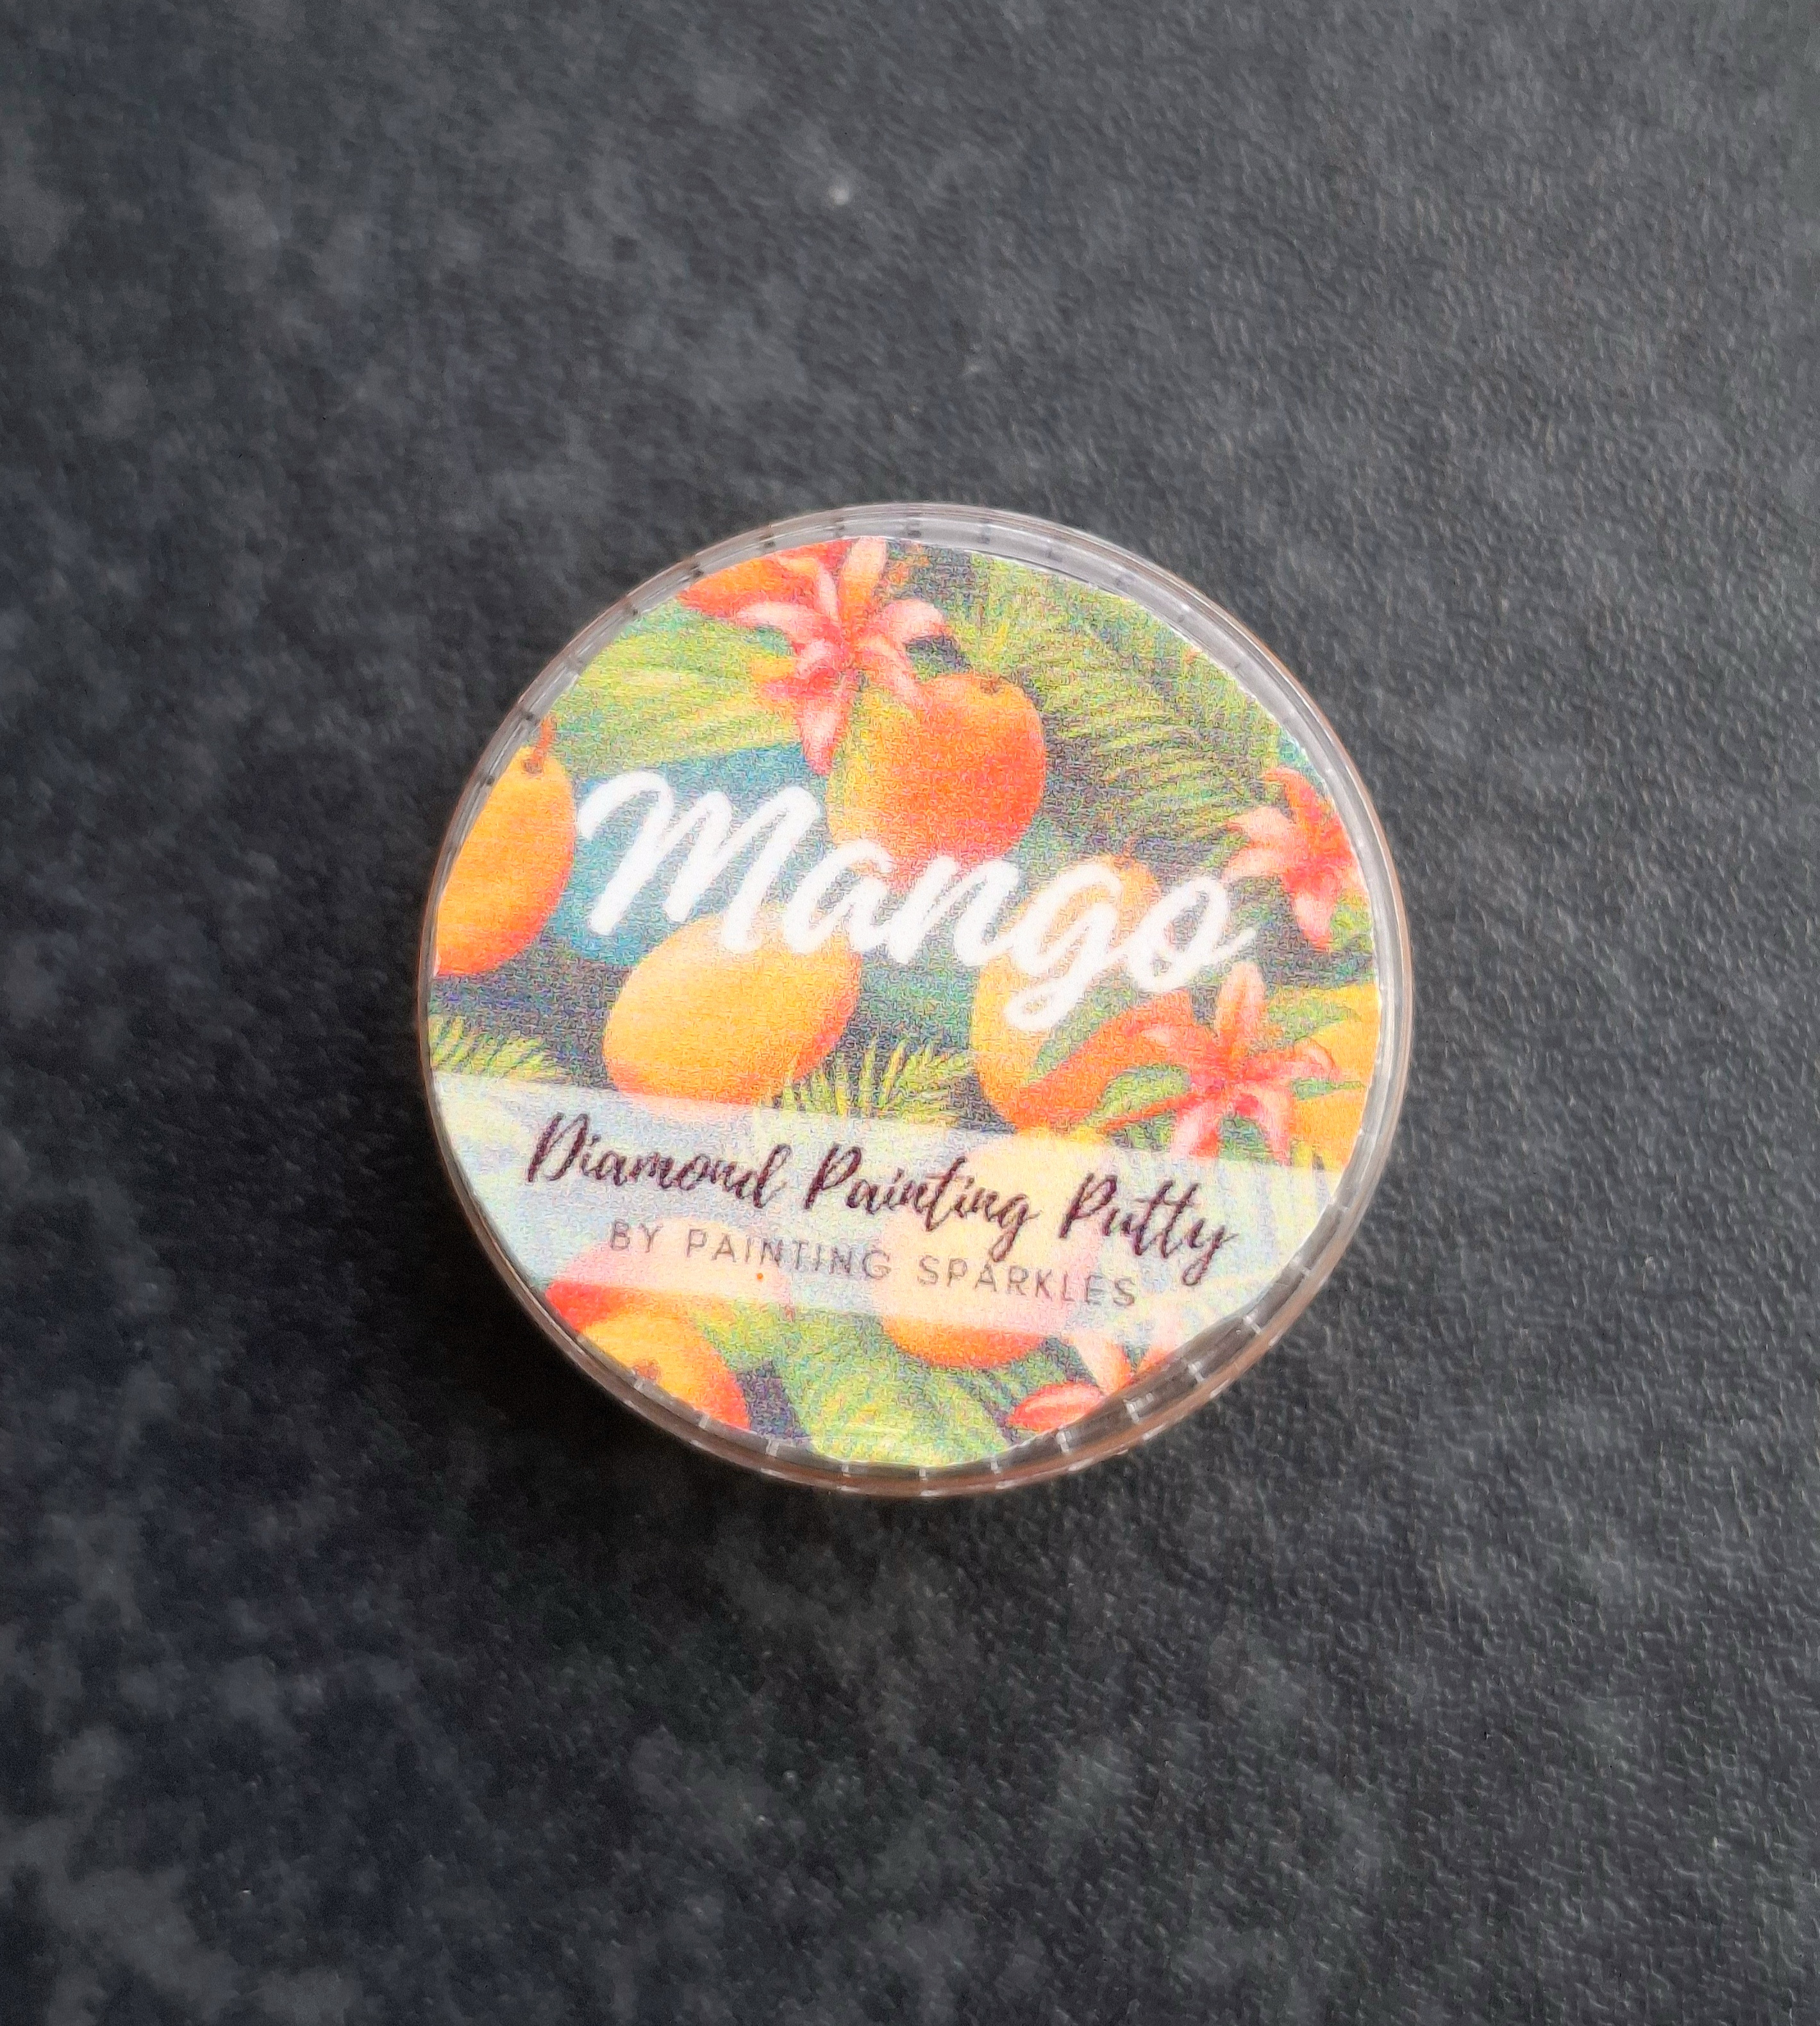 Mango
Diamond Painting Putty
BY PAINTING SPARKLES